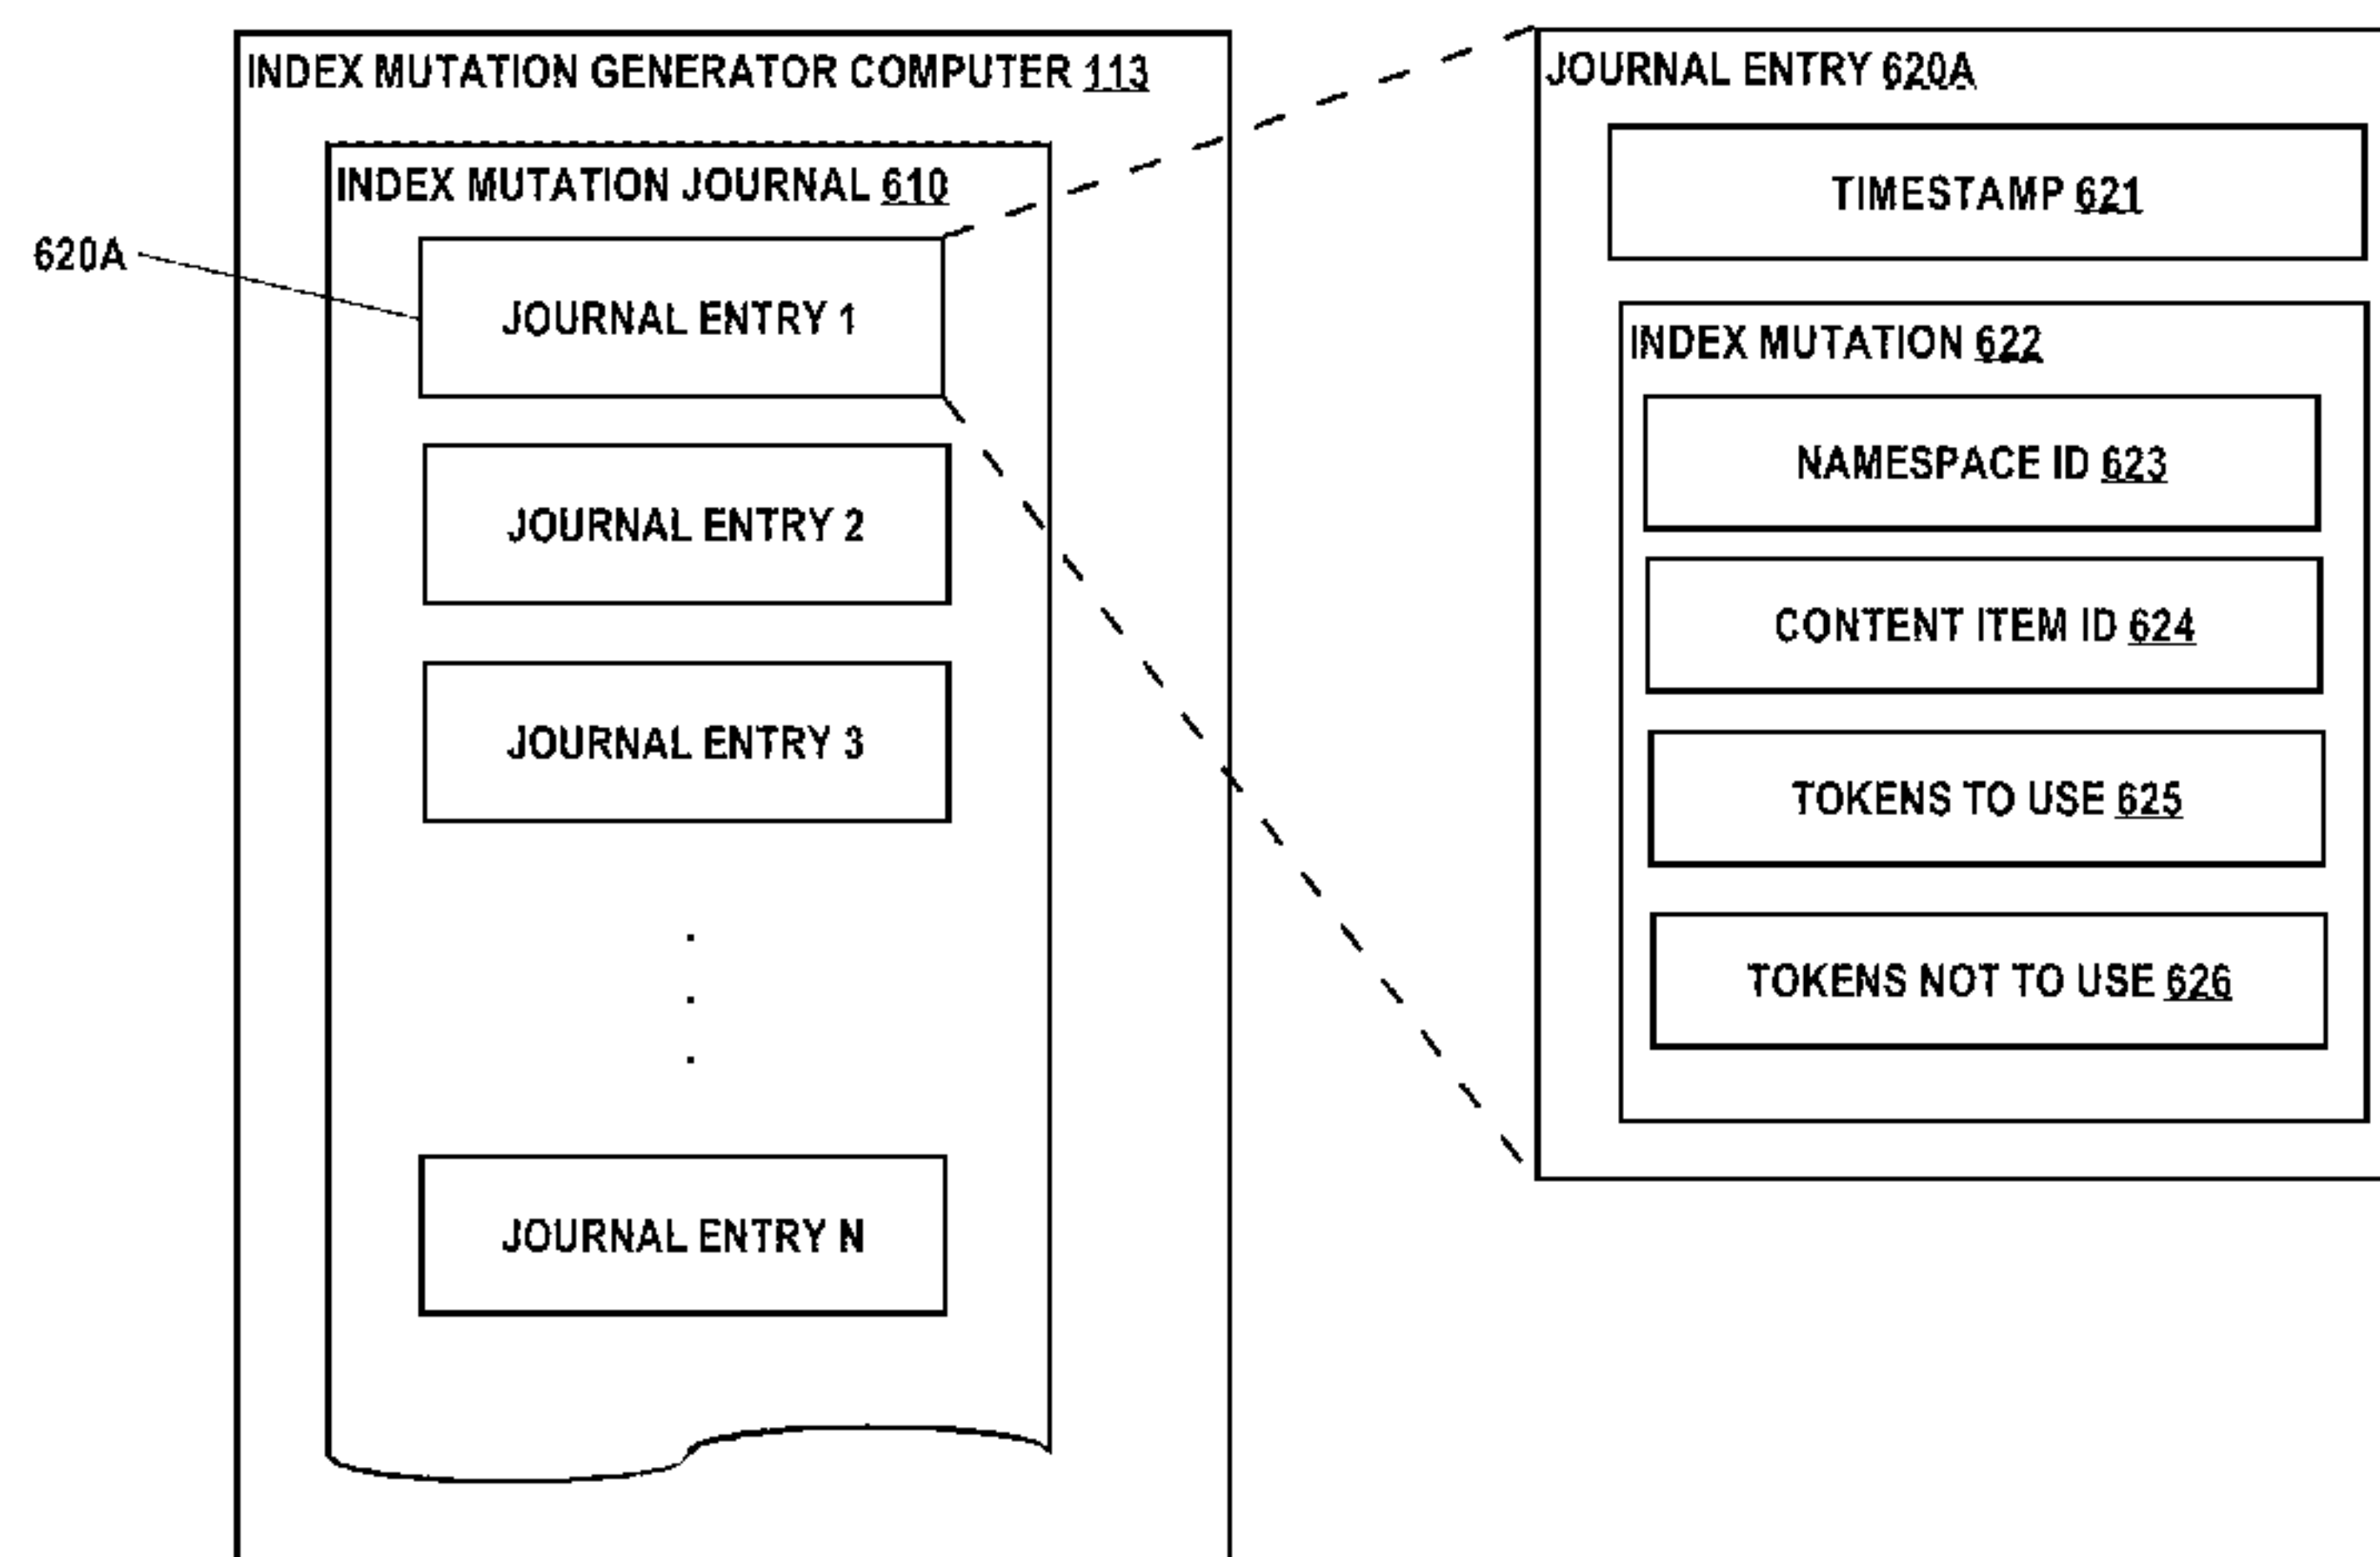 INDEX MUTATION GENERATOR COMPUTER 113
INDEX MUTATION JOURNAL 610
620A
JOURNAL ENTRY 1
JOURNAL ENTRY 2
JOURNAL ENTRY 3
.
.
.
JOURNAL ENTRY N
JOURNAL ENTRY 620A
TIMESTAMP 621
INDEX MUTATION 622
NAMESPACE ID 623
CONTENT ITEM ID 624
TOKENS TO USE 625
TOKENS NOT TO USE 626